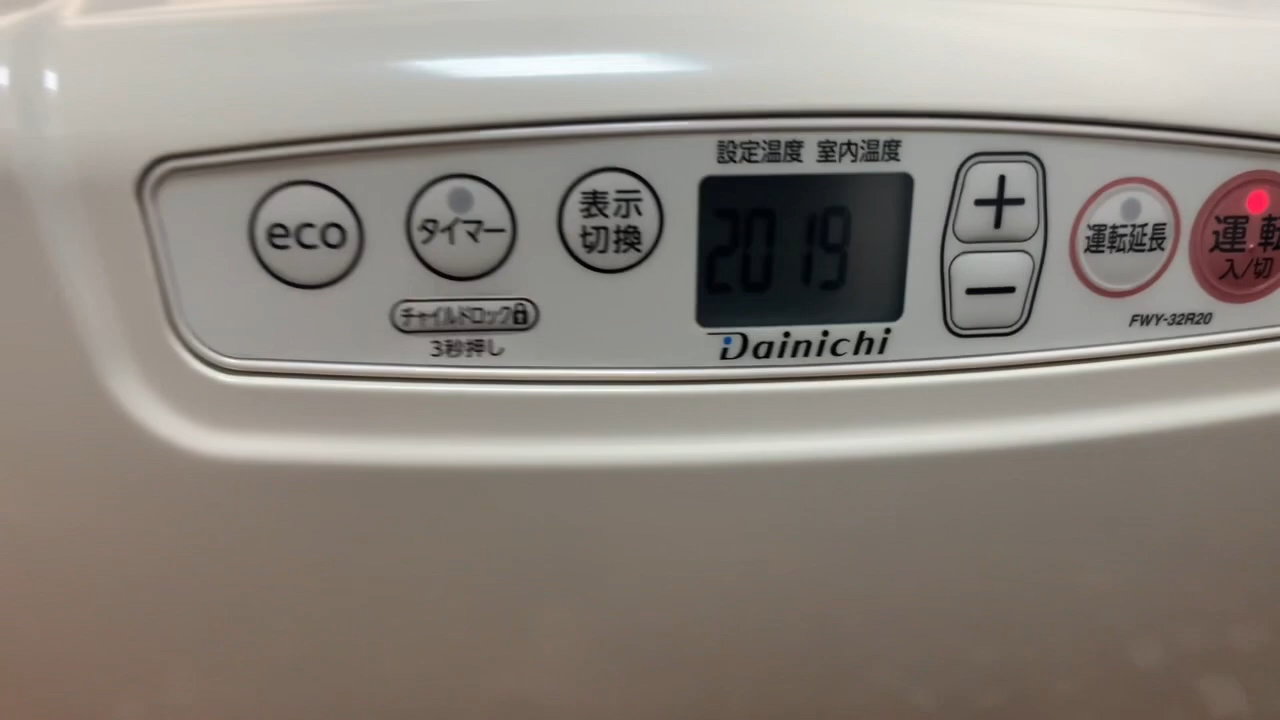 設定温度 室内温度
eco
タイマー
表示
切換
2019
+
−
運転延長
運転
入/切
チャイルドロック
3秒押し
Dainichi
FWY-32R20